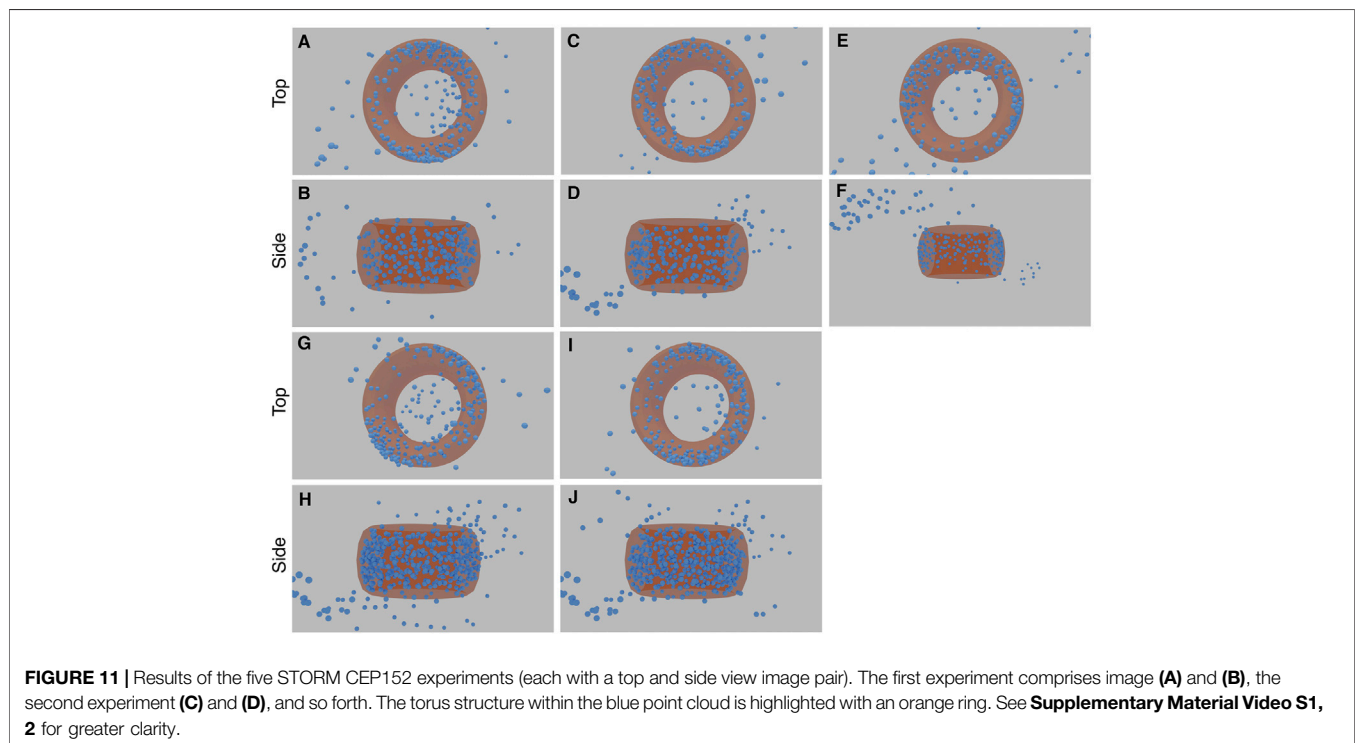 A
C
E
Top
B
D
F
Side
G
I
Top
H
J
Side
FIGURE 11 | Results of the five STORM CEP152 experiments (each with a top and side view image pair). The first experiment comprises image (A) and (B), the
second experiment (C) and (D), and so forth. The torus structure within the blue point cloud is highlighted with an orange ring. See Supplementary Material Video S1,
2 for greater clarity.